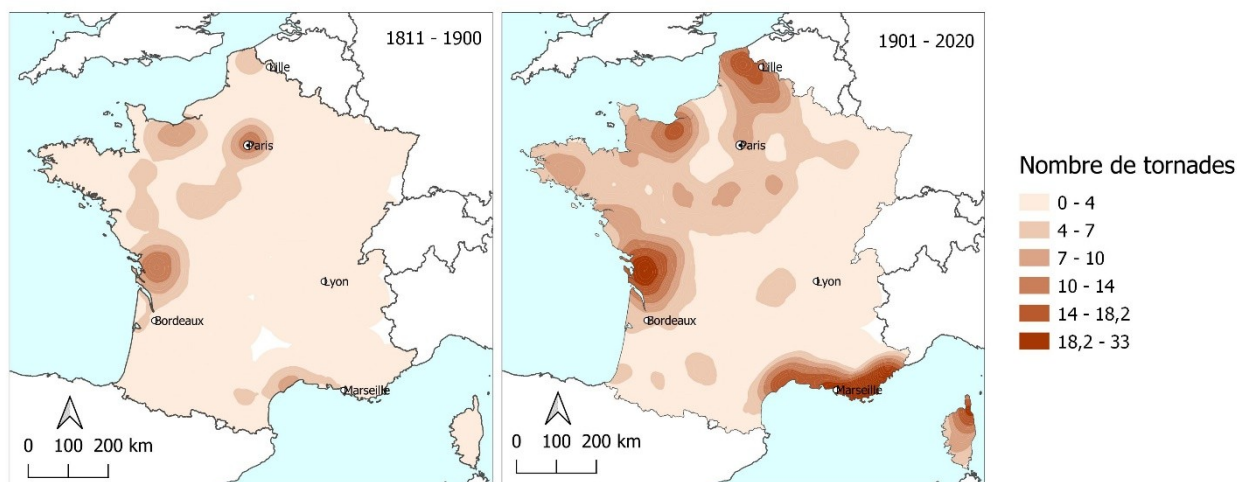 1811 - 1900
Lille
Paris
Lyon
Bordeaux
Marseille
0 100 200 km
1901 - 2020
Lille
Paris
Lyon
Bordeaux
Marseille
0 100 200 km
Nombre de tornades
0 - 4
4 - 7
7 - 10
10 - 14
14 - 18,2
18,2 - 33